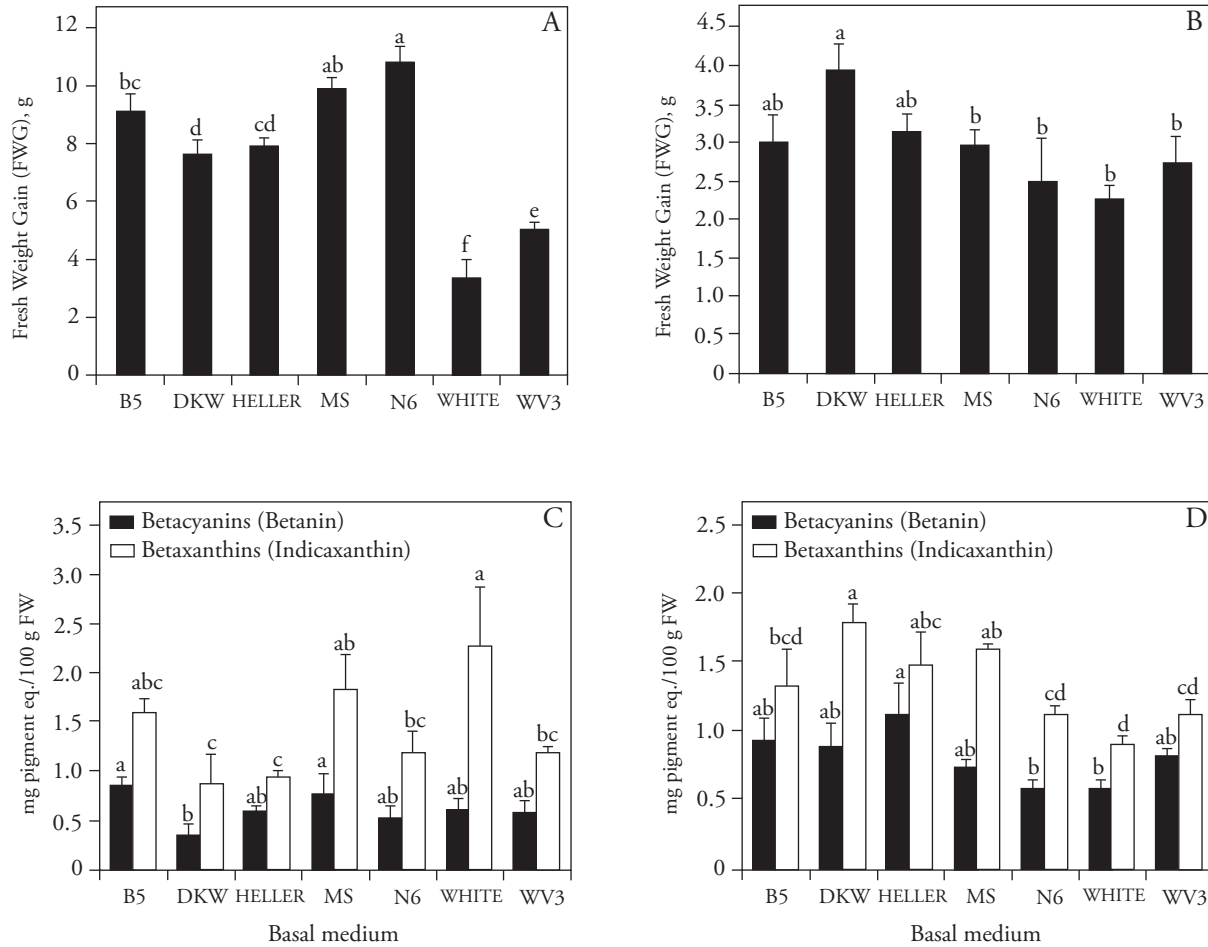 A
Fresh Weight Gain (FWG), g
12
10
8
6
4
2
0
bc
d
cd
ab
a
f
e
B5
DKW
HELLER
MS
N6
WHITE
WV3
B
Fresh Weight Gain (FWG), g
4.5
4.0
3.5
3.0
2.5
2.0
1.5
1.0
0.5
0
ab
a
ab
b
b
b
b
B5
DKW
HELLER
MS
N6
WHITE
WV3
C
Betacyanins (Betanin)
Betaxanthins (Indicaxanthin)
mg pigment eq./100 g FW
3.5
3.0
2.5
2.0
1.5
1.0
0.5
0
a
abc
b
c
ab
c
a
ab
ab
bc
ab
a
ab
bc
B5
DKW
HELLER
MS
N6
WHITE
WV3
Basal medium
D
Betacyanins (Betanin)
Betaxanthins (Indicaxanthin)
mg pigment eq./100 g FW
2.5
2.0
1.5
1.0
0.5
0
ab
bcd
ab
a
a
abc
ab
ab
b
cd
b
d
ab
cd
B5
DKW
HELLER
MS
N6
WHITE
WV3
Basal medium